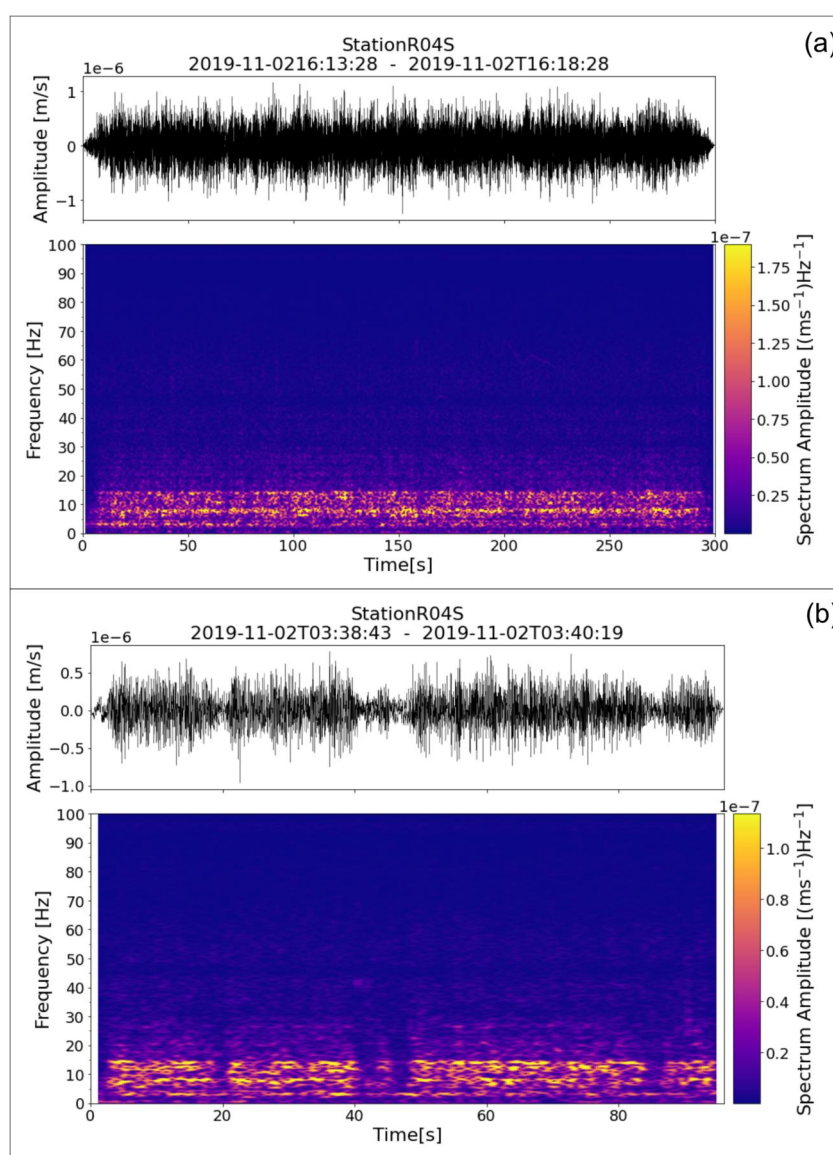 (a)
StationR04S
2019-11-0216:13:28 - 2019-11-02T16:18:28
1e-6
Amplitude [m/s]
1
0
−1
1e−7
Frequency [Hz]
100
90
80
70
60
50
40
30
20
10
0
0 50 100 150 200 250 300
Time[s]
1.75
1.50
1.25
1.00
0.75
0.50
0.25
Spectrum Amplitude [(ms⁻¹)Hz⁻¹]
(b)
StationR04S
2019-11-02T03:38:43 - 2019-11-02T03:40:19
1e-6
Amplitude [m/s]
0.5
0.0
−0.5
−1.0
1e−7
Frequency [Hz]
100
90
80
70
60
50
40
30
20
10
0
0 20 40 60 80
Time[s]
1.0
0.8
0.6
0.4
0.2
Spectrum Amplitude [(ms⁻¹)Hz⁻¹]